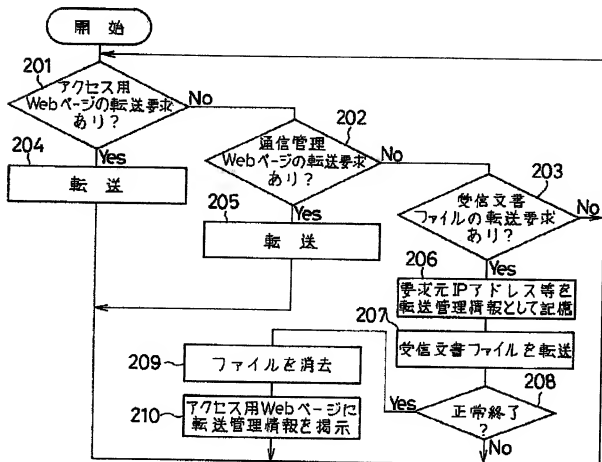 開始
201
アクセス用
Webページの転送要求
あり?
No
202
通信管理
Webページの転送要求
あり?
No
203
受信文書
ファイルの転送要求
あり?
No
204
Yes
転送
205
Yes
転送
Yes
206
要求元IPアドレス等を
転送管理情報として記憶
207
受信文書ファイルを転送
208
正常終了
?
Yes
No
209
ファイルを消去
210
アクセス用Webページに
転送管理情報を掲示